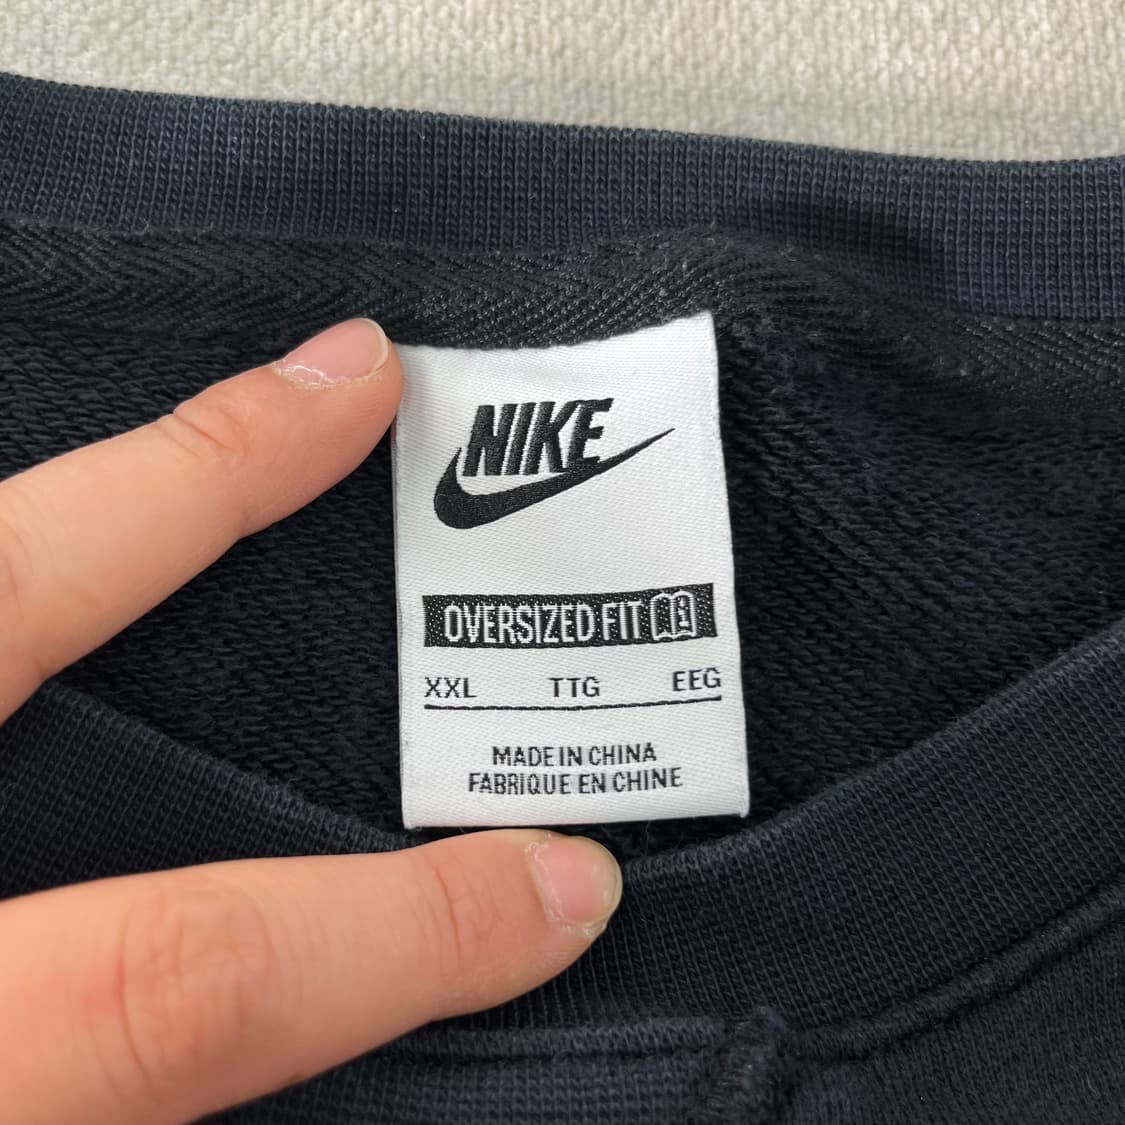 NIKE
OVERSIZED FIT
XXL TTG EEG
MADE IN CHINA
FABRIQUE EN CHINE